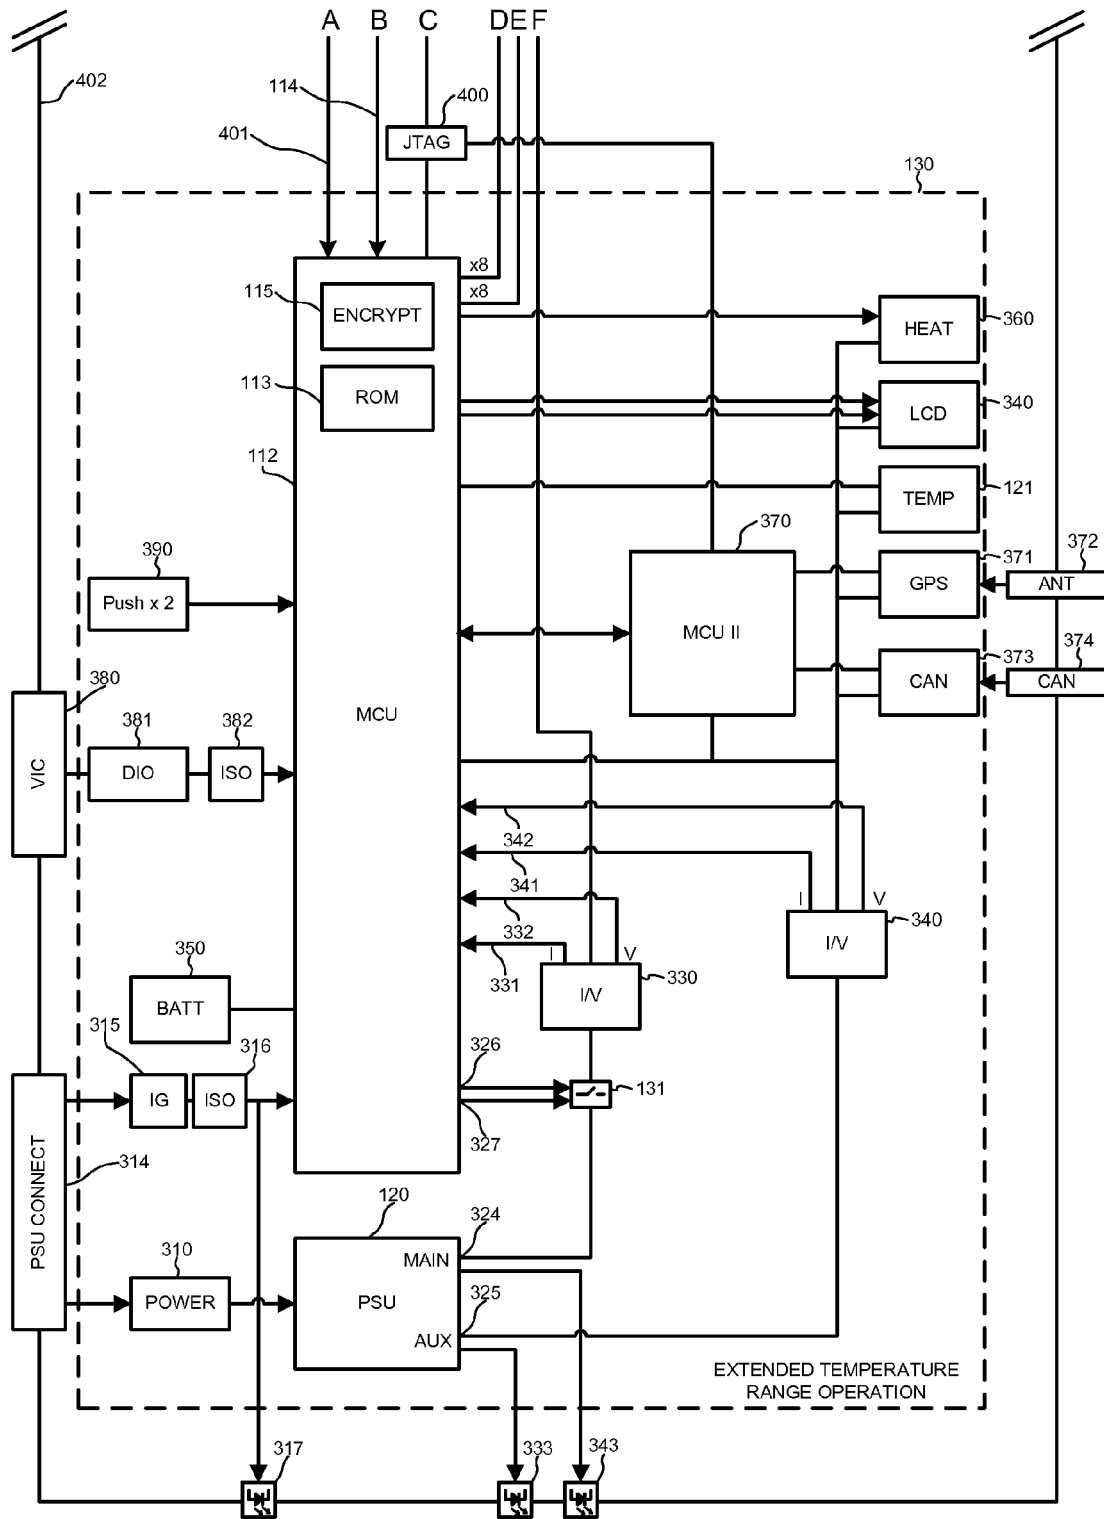 A B C D E F
402
114
400
JTAG
401
130
x8
x8
115
ENCRYPT
HEAT
360
113
ROM
LCD
340
112
TEMP
121
390
370
371
372
Push x 2
GPS
ANT
MCU II
374
373
380
CAN
CAN
MCU
381
382
VIC
DIO
ISO
342
341
I V
340
332
I/V
350
331
I V
330
BATT
I/V
315
316
326
IG
ISO
131
327
PSU CONNECT
314
120
324
MAIN
310
POWER
PSU
325
AUX
EXTENDED TEMPERATURE
RANGE OPERATION
317
333
343